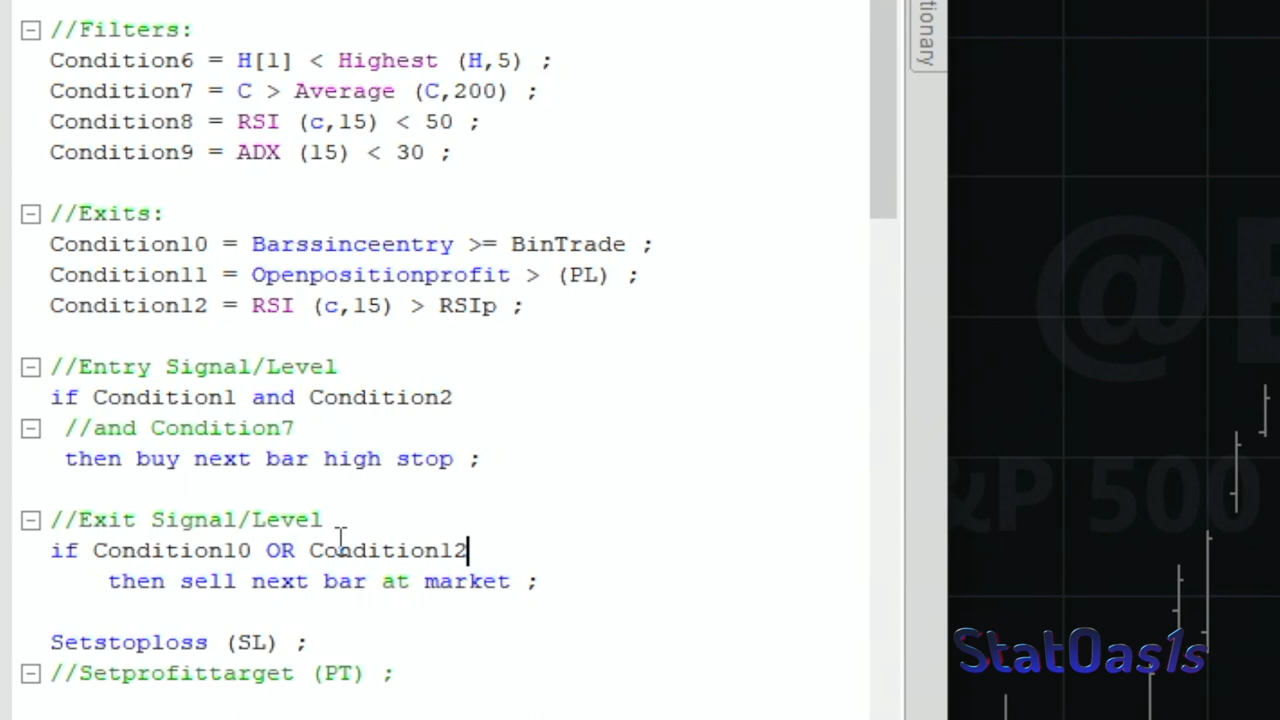 //Filters:
Condition6 = H[1] < Highest (H,5) ;
Condition7 = C > Average (C,200) ;
Condition8 = RSI (c,15) < 50 ;
Condition9 = ADX (15) < 30 ;
//Exits:
Condition10 = Barssinceentry >= BinTrade ;
Condition11 = Openpositionprofit > (PL) ;
Condition12 = RSI (c,15) > RSIp ;
//Entry Signal/Level
if Condition1 and Condition2
//and Condition7
then buy next bar high stop ;
//Exit Signal/Level
if Condition10 OR Condition12
then sell next bar at market ;
Setstoploss (SL) ;
//Setprofittarget (PT) ;
tionary
@E
&P 500
StatOas1s